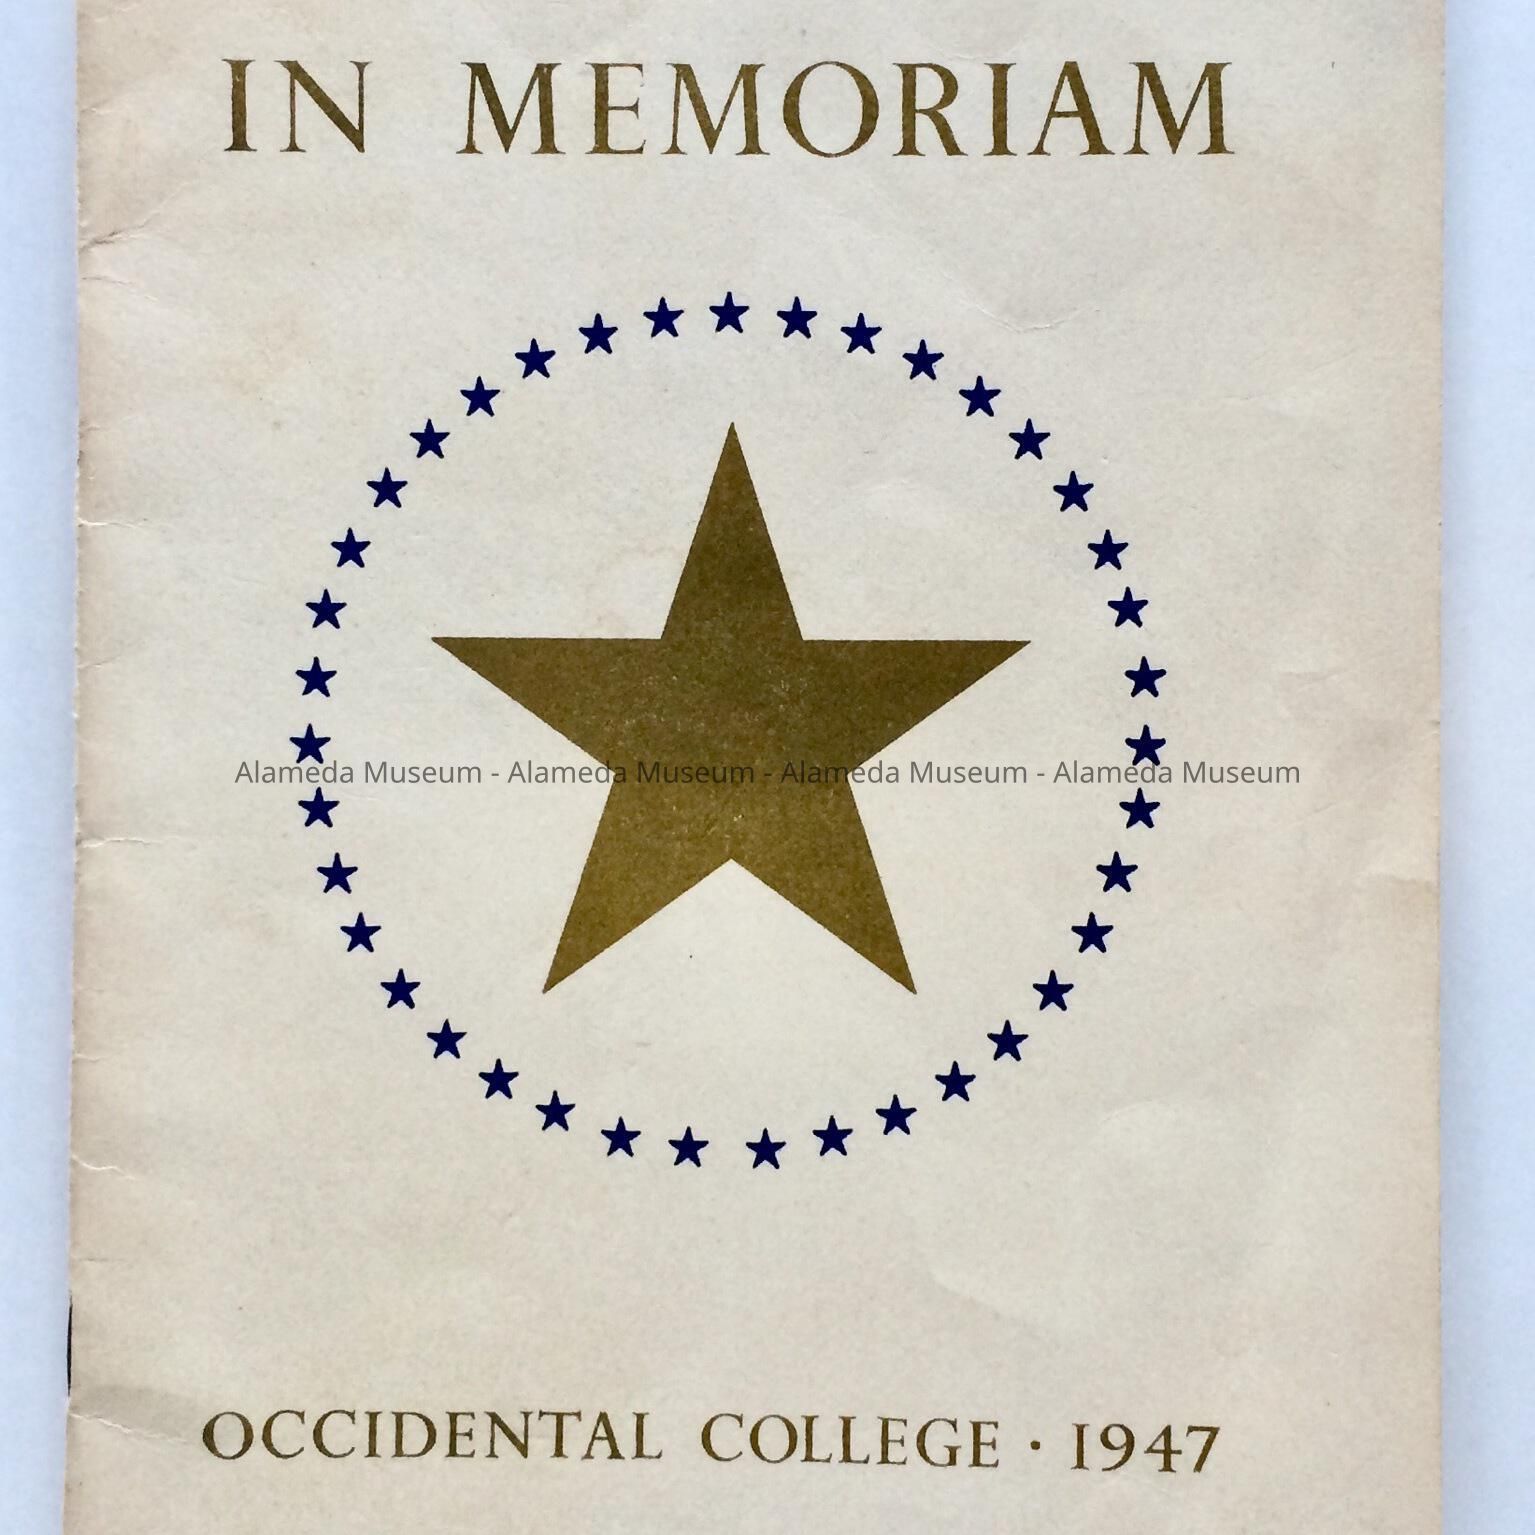 IN MEMORIAM
Alameda Museum - Alameda Museum - Alameda Museum - Alameda Museum
OCCIDENTAL COLLEGE · 1947